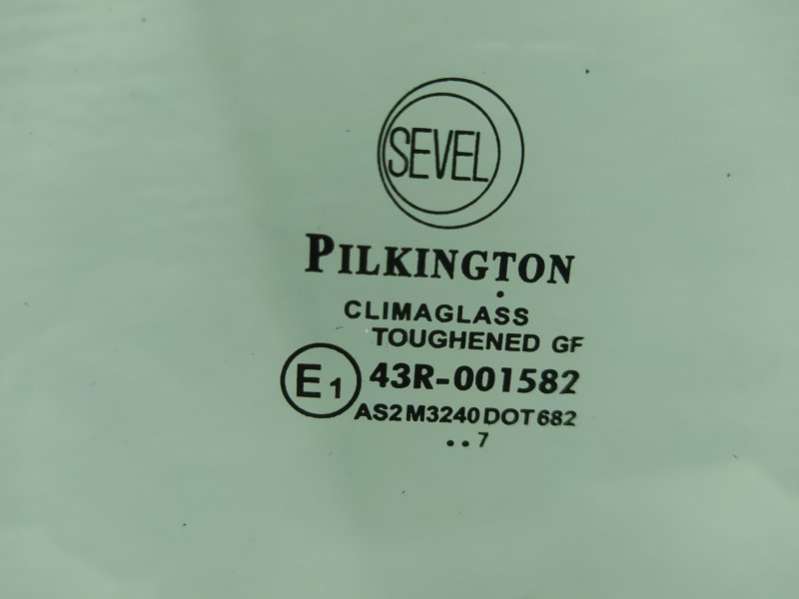 SEVEL
PILKINGTON
CLIMAGLASS
TOUGHENED GF
E1 43R-001582
AS2 M3240 DOT 682
..7